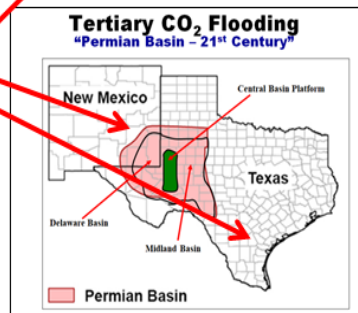 Tertiary CO₂ Flooding
“Permian Basin – 21st Century”
Central Basin Platform
New Mexico
Texas
Delaware Basin
Midland Basin
Permian Basin